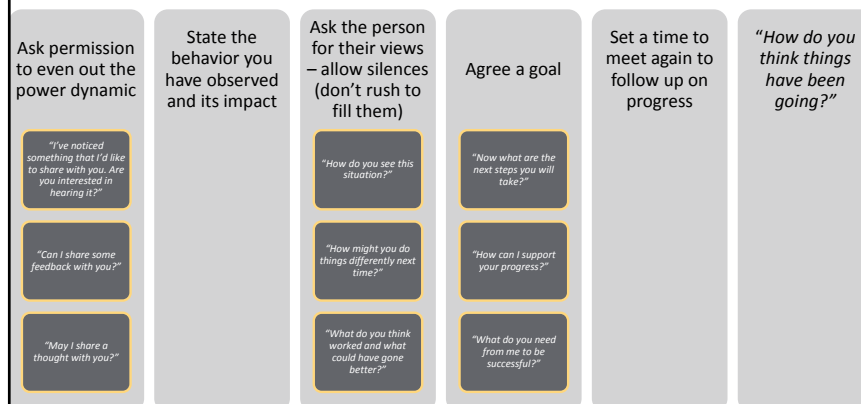 Ask permission
to even out the
power dynamic
"I've noticed
something that I'd like
to share with you. Are
you interested in
hearing it?"
"Can I share some
feedback with you?"
"May I share a
thought with you?"
State the
behavior you
have observed
and its impact
Ask the person
for their views
– allow silences
(don't rush to
fill them)
"How do you see this
situation?"
"How might you do
things differently next
time?"
"What do you think
worked and what
could have gone
better?"
Agree a goal
"Now what are the
next steps you will
take?"
"How can I support
your progress?"
"What do you need
from me to be
successful?"
Set a time to
meet again to
follow up on
progress
"How do you
think things
have been
going?"